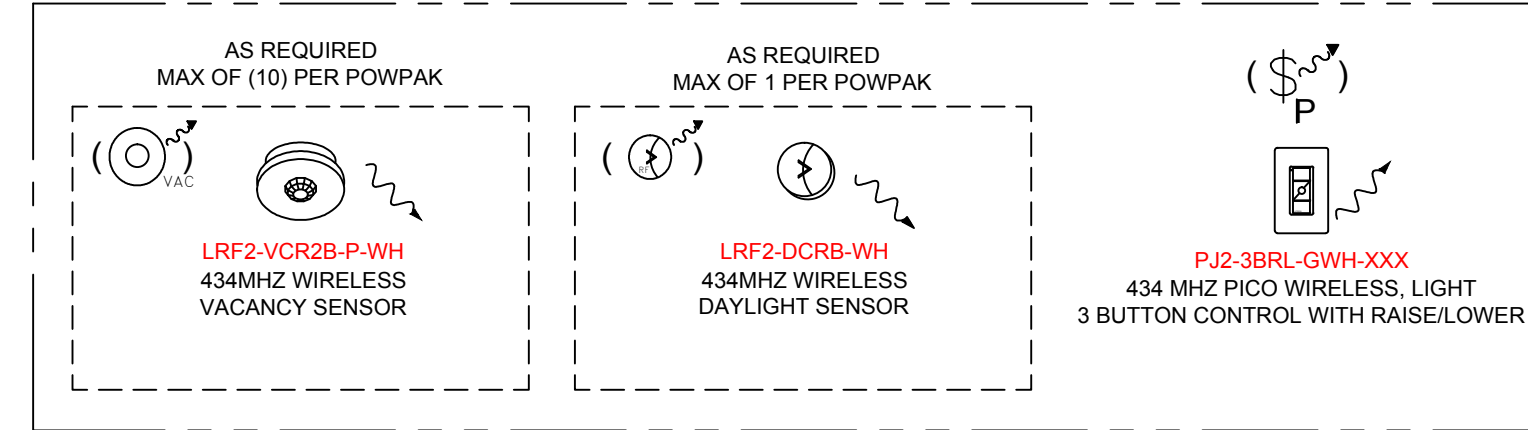 AS REQUIRED
MAX OF (10) PER POWPAK
VAC
LRF2-VCR2B-P-WH
434MHZ WIRELESS
VACANCY SENSOR
AS REQUIRED
MAX OF 1 PER POWPAK
RF
LRF2-DCRB-WH
434MHZ WIRELESS
DAYLIGHT SENSOR
($)
P
PJ2-3BRL-GWH-XXX
434 MHZ PICO WIRELESS, LIGHT
3 BUTTON CONTROL WITH RAISE/LOWER